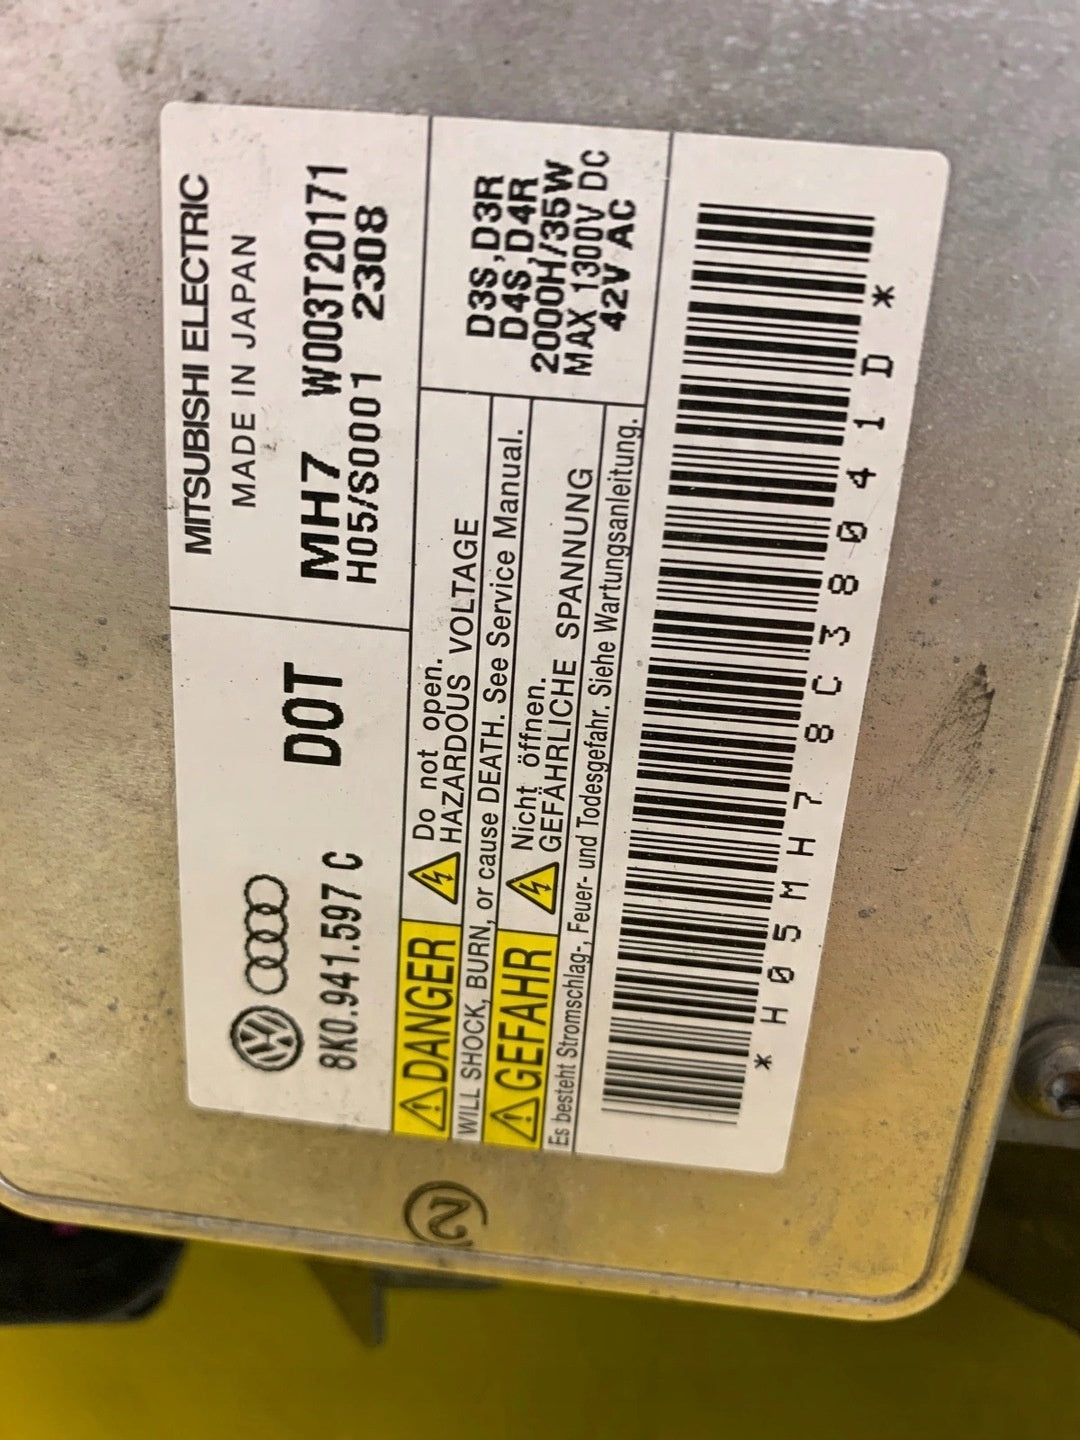 8K0.941.597 C
DOT
MITSUBISHI ELECTRIC
MADE IN JAPAN
MH7 W003T20171
H05/S0001 2308
DANGER
Do not open.
HAZARDOUS VOLTAGE
WILL SHOCK, BURN, or cause DEATH. See Service Manual.
GEFAHR
Nicht öffnen.
GEFÄHRLICHE SPANNUNG
Es besteht Stromschlag-, Feuer- und Todesgefahr. Siehe Wartungsanleitung.
D3S,D3R
D4S,D4R
2000H/35W
MAX 1300V DC
42V AC
*H05MH78C38041D*
2